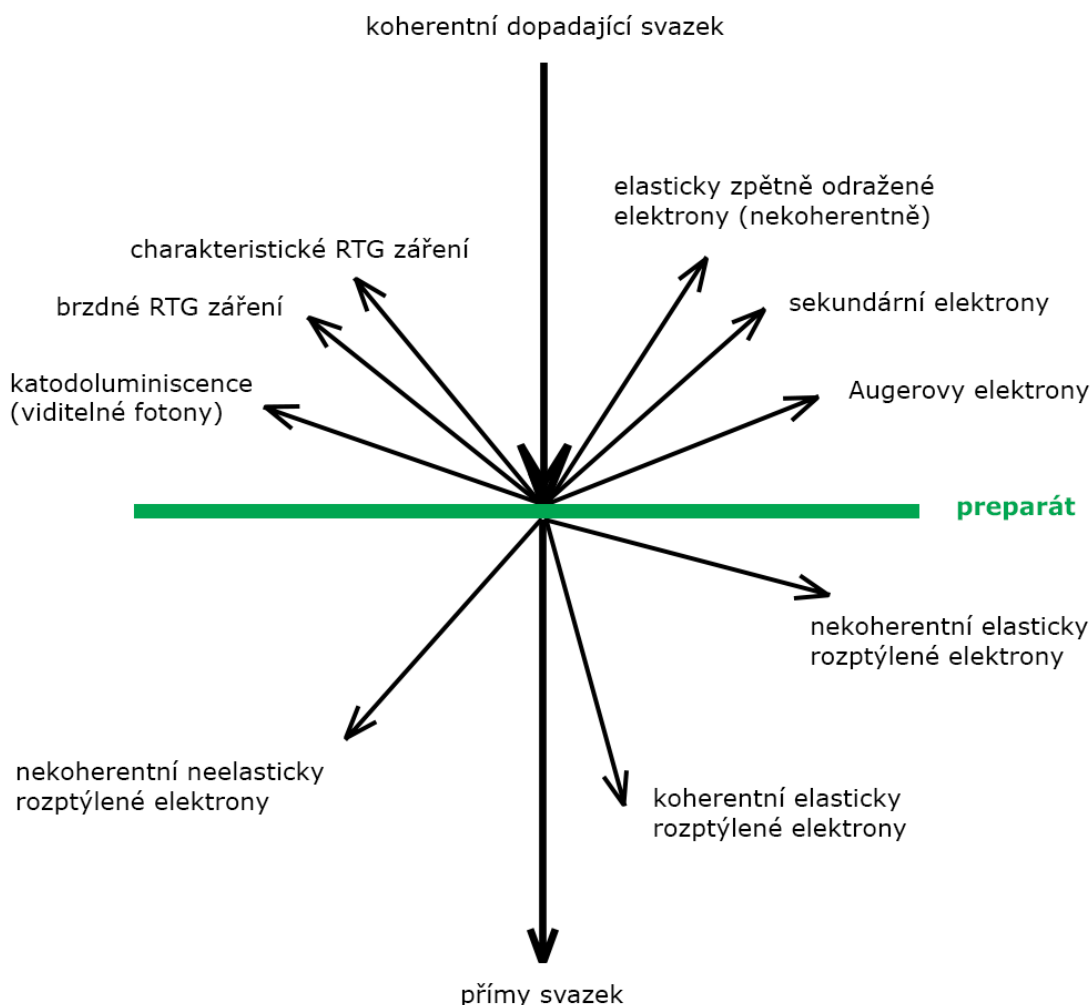 koherentní dopadající svazek
elasticky zpětně odražené
elektrony (nekoherentně)
charakteristické RTG záření
brzdné RTG záření
sekundární elektrony
katodoluminiscence
(viditelné fotony)
Augerovy elektrony
preparát
nekoherentní elasticky
rozptýlené elektrony
nekoherentní neelasticky
rozptýlené elektrony
koherentní elasticky
rozptýlené elektrony
přímy svazek